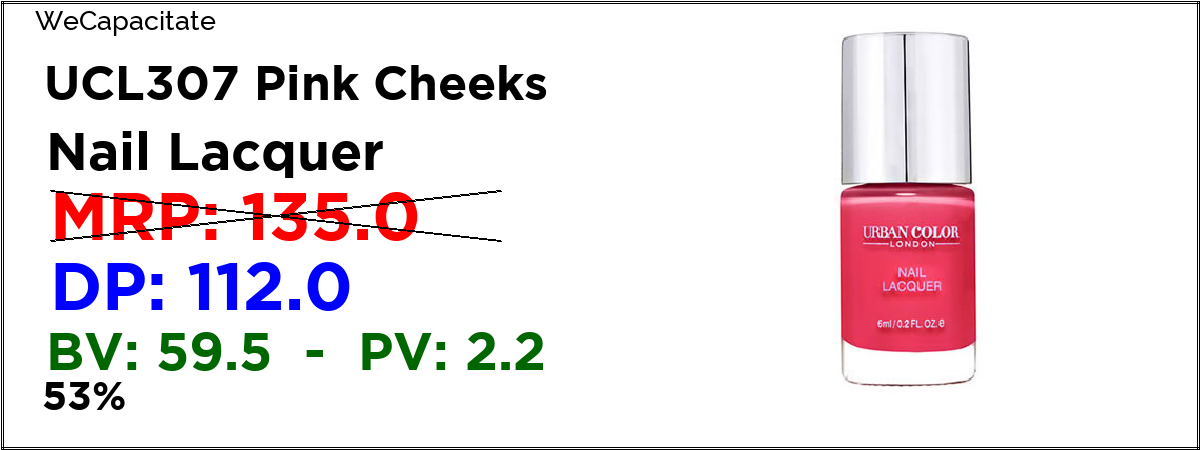 WeCapacitate
UCL307 Pink Cheeks
Nail Lacquer
MRP: 135.0
DP: 112.0
BV: 59.5 - PV: 2.2
53%
URBAN COLOR
LONDON
NAIL
LACQUER
6ml/0.2 FL. OZ. e